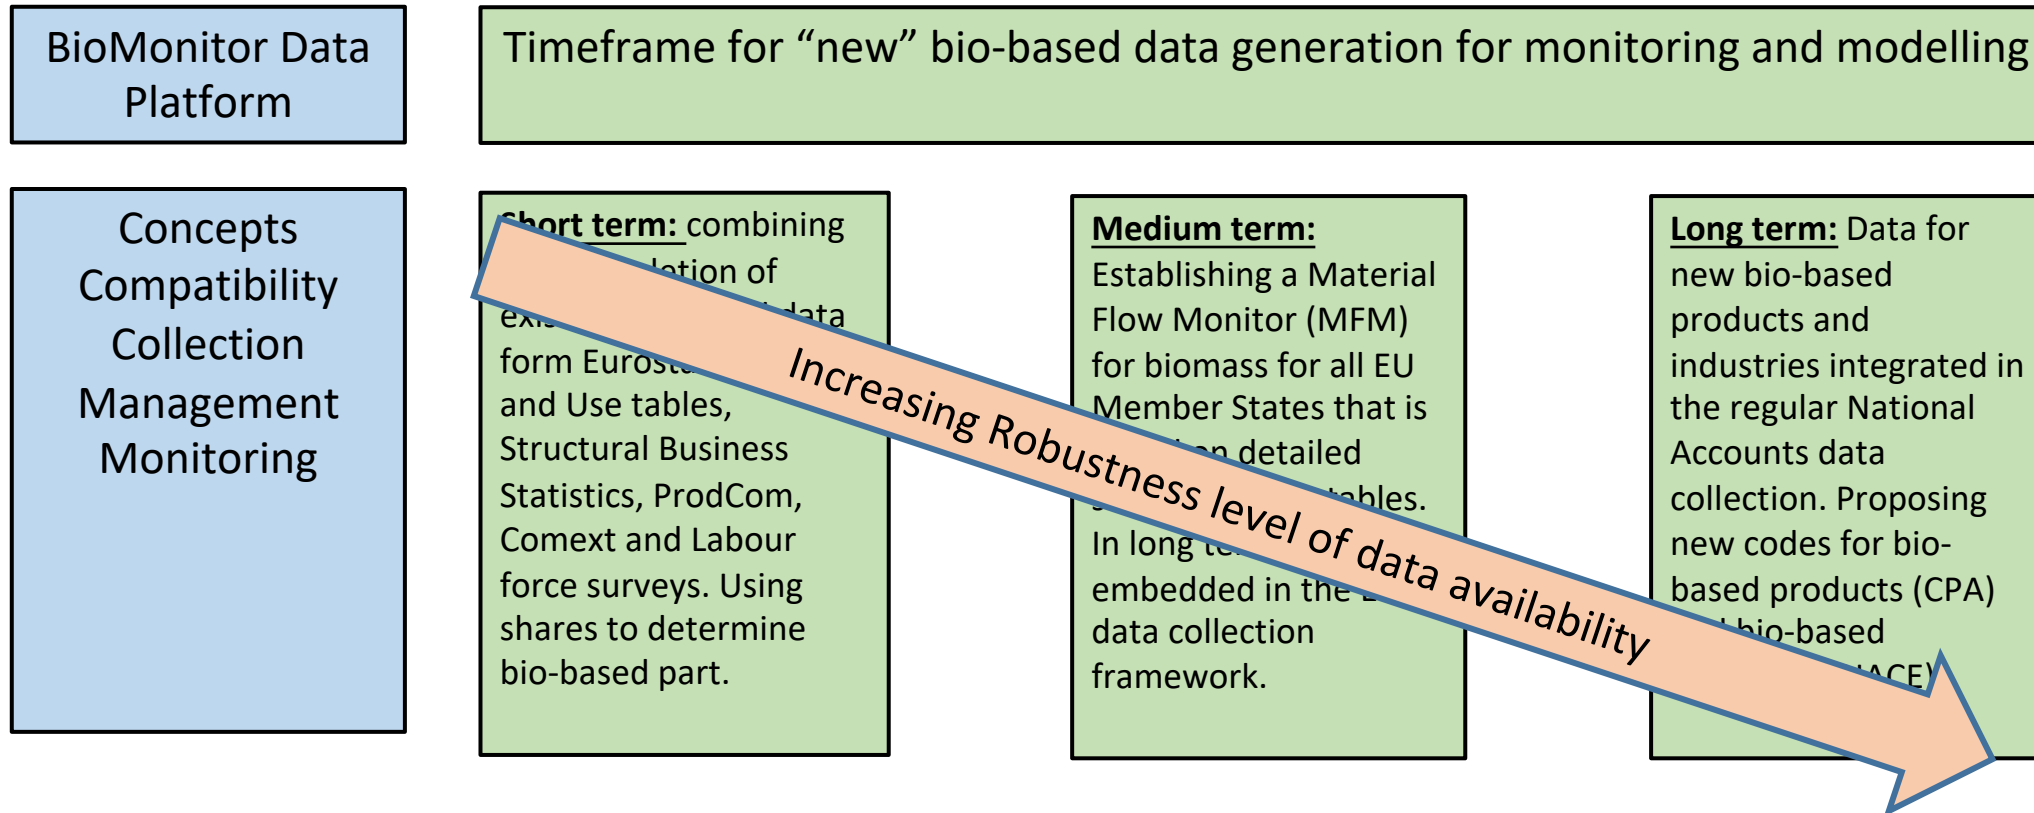 BioMonitor Data
Platform
Timeframe for “new” bio-based data generation for monitoring and modelling
Concepts
Compatibility
Collection
Management
Monitoring
Short term: combining
of
data
form
and Use tables,
Structural Business
Statistics, ProdCom,
Comext and Labour
force surveys. Using
shares to determine
bio-based part.
Medium term:
Establishing a Material
Flow Monitor (MFM)
for biomass for all EU
Member States that is
detailed
In long
embedded in the
data collection
framework.
Long term: Data for
new bio-based
products and
industries integrated in
the regular National
Accounts data
collection. Proposing
new codes for bio-
based products (CPA)
bio-based
Increasing Robustness level of data availability